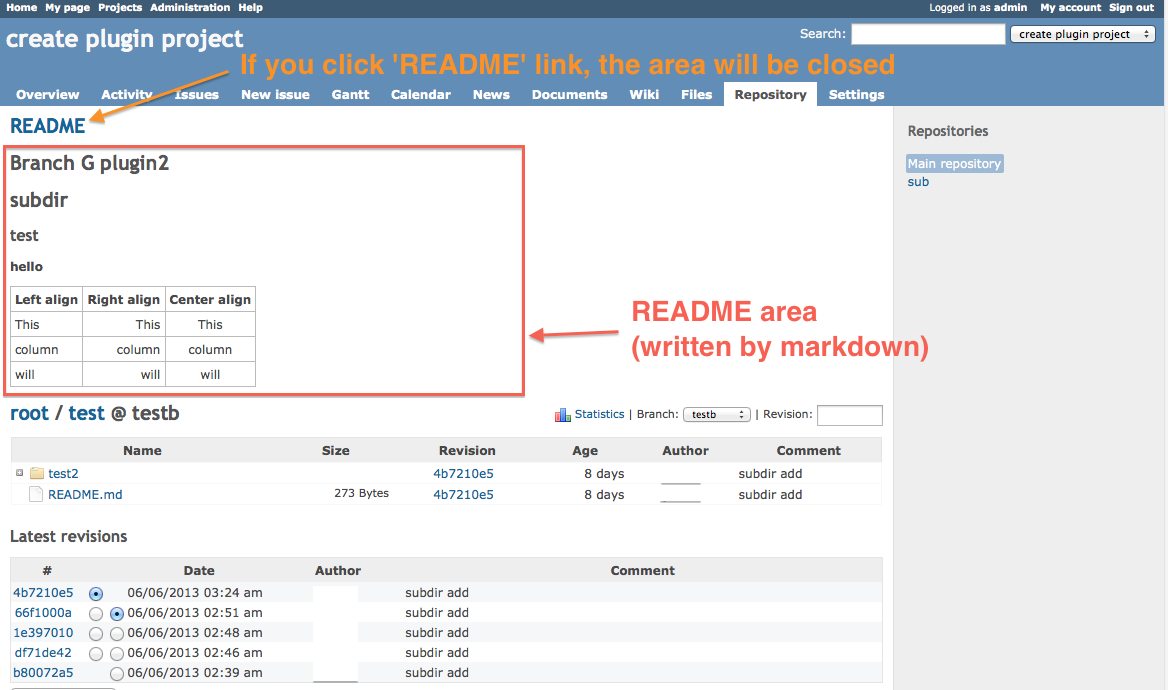 Home My page Projects Administration Help Logged in as admin My account Sign out
create plugin project Search: create plugin project
If you click 'README' link, the area will be closed
Overview Activity Issues New issue Gantt Calendar News Documents Wiki Files Repository Settings
README
Repositories
Main repository
sub
Branch G plugin2
subdir
test
hello
Left align Right align Center align
This This This
column column column
will will will
README area
(written by markdown)
root / test @ testb Statistics | Branch: testb | Revision:
Name Size Revision Age Author Comment
test2 4b7210e5 8 days subdir add
README.md 273 Bytes 4b7210e5 8 days subdir add
Latest revisions
# Date Author Comment
4b7210e5 06/06/2013 03:24 am subdir add
66f1000a 06/06/2013 02:51 am subdir add
1e397010 06/06/2013 02:48 am subdir add
df71de42 06/06/2013 02:46 am subdir add
b80072a5 06/06/2013 02:39 am subdir add